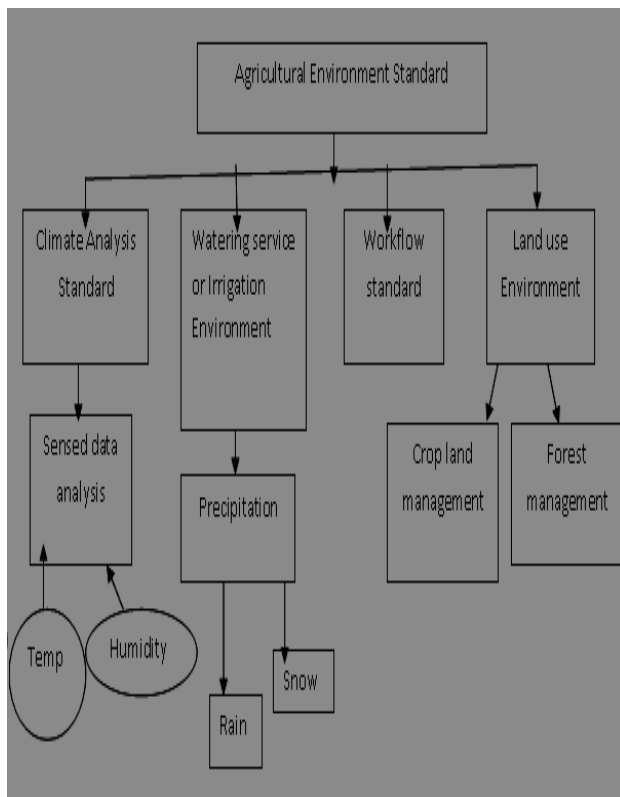 Agricultural Environment Standard
Climate Analysis
Standard
Watering service
or Irrigation
Environment
Workflow
standard
Land use
Environment
Sensed data
analysis
Precipitation
Crop land
management
Forest
management
Temp
Humidity
Snow
Rain